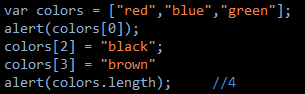 var colors = ["red","blue","green"];
alert(colors[0]);
colors[2] = "black";
colors[3] = "brown"
alert(colors.length);     //4